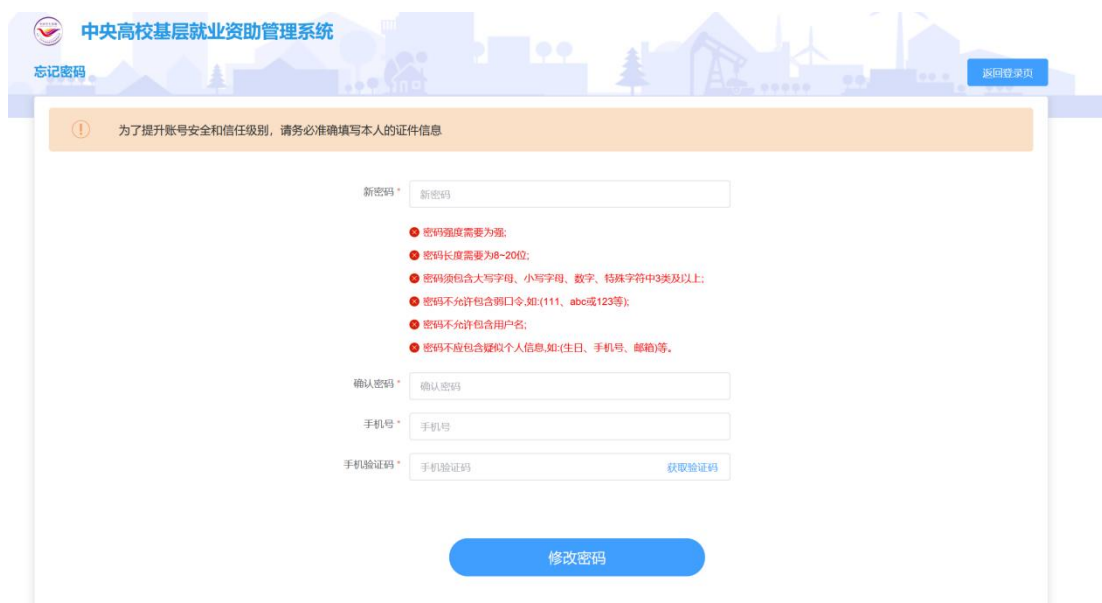 中央高校基层就业资助管理系统
忘记密码
返回登录页
为了提升账号安全和信任级别，请务必准确填写本人的证件信息
新密码 * 新密码
密码强度需要为强;
密码长度需要为8~20位;
密码须包含大写字母、小写字母、数字、特殊字符中3类及以上;
密码不允许包含弱口令,如:(111、abc或123等);
密码不允许包含用户名;
密码不应包含疑似个人信息,如:(生日、手机号、邮箱)等。
确认密码 * 确认密码
手机号 * 手机号
手机验证码 * 手机验证码 获取验证码
修改密码